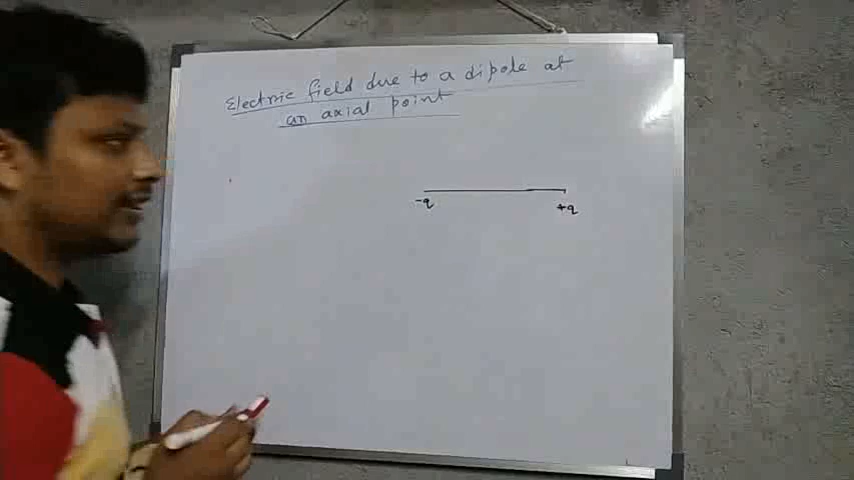 Electric field due to a dipole at
an axial point
-q +q